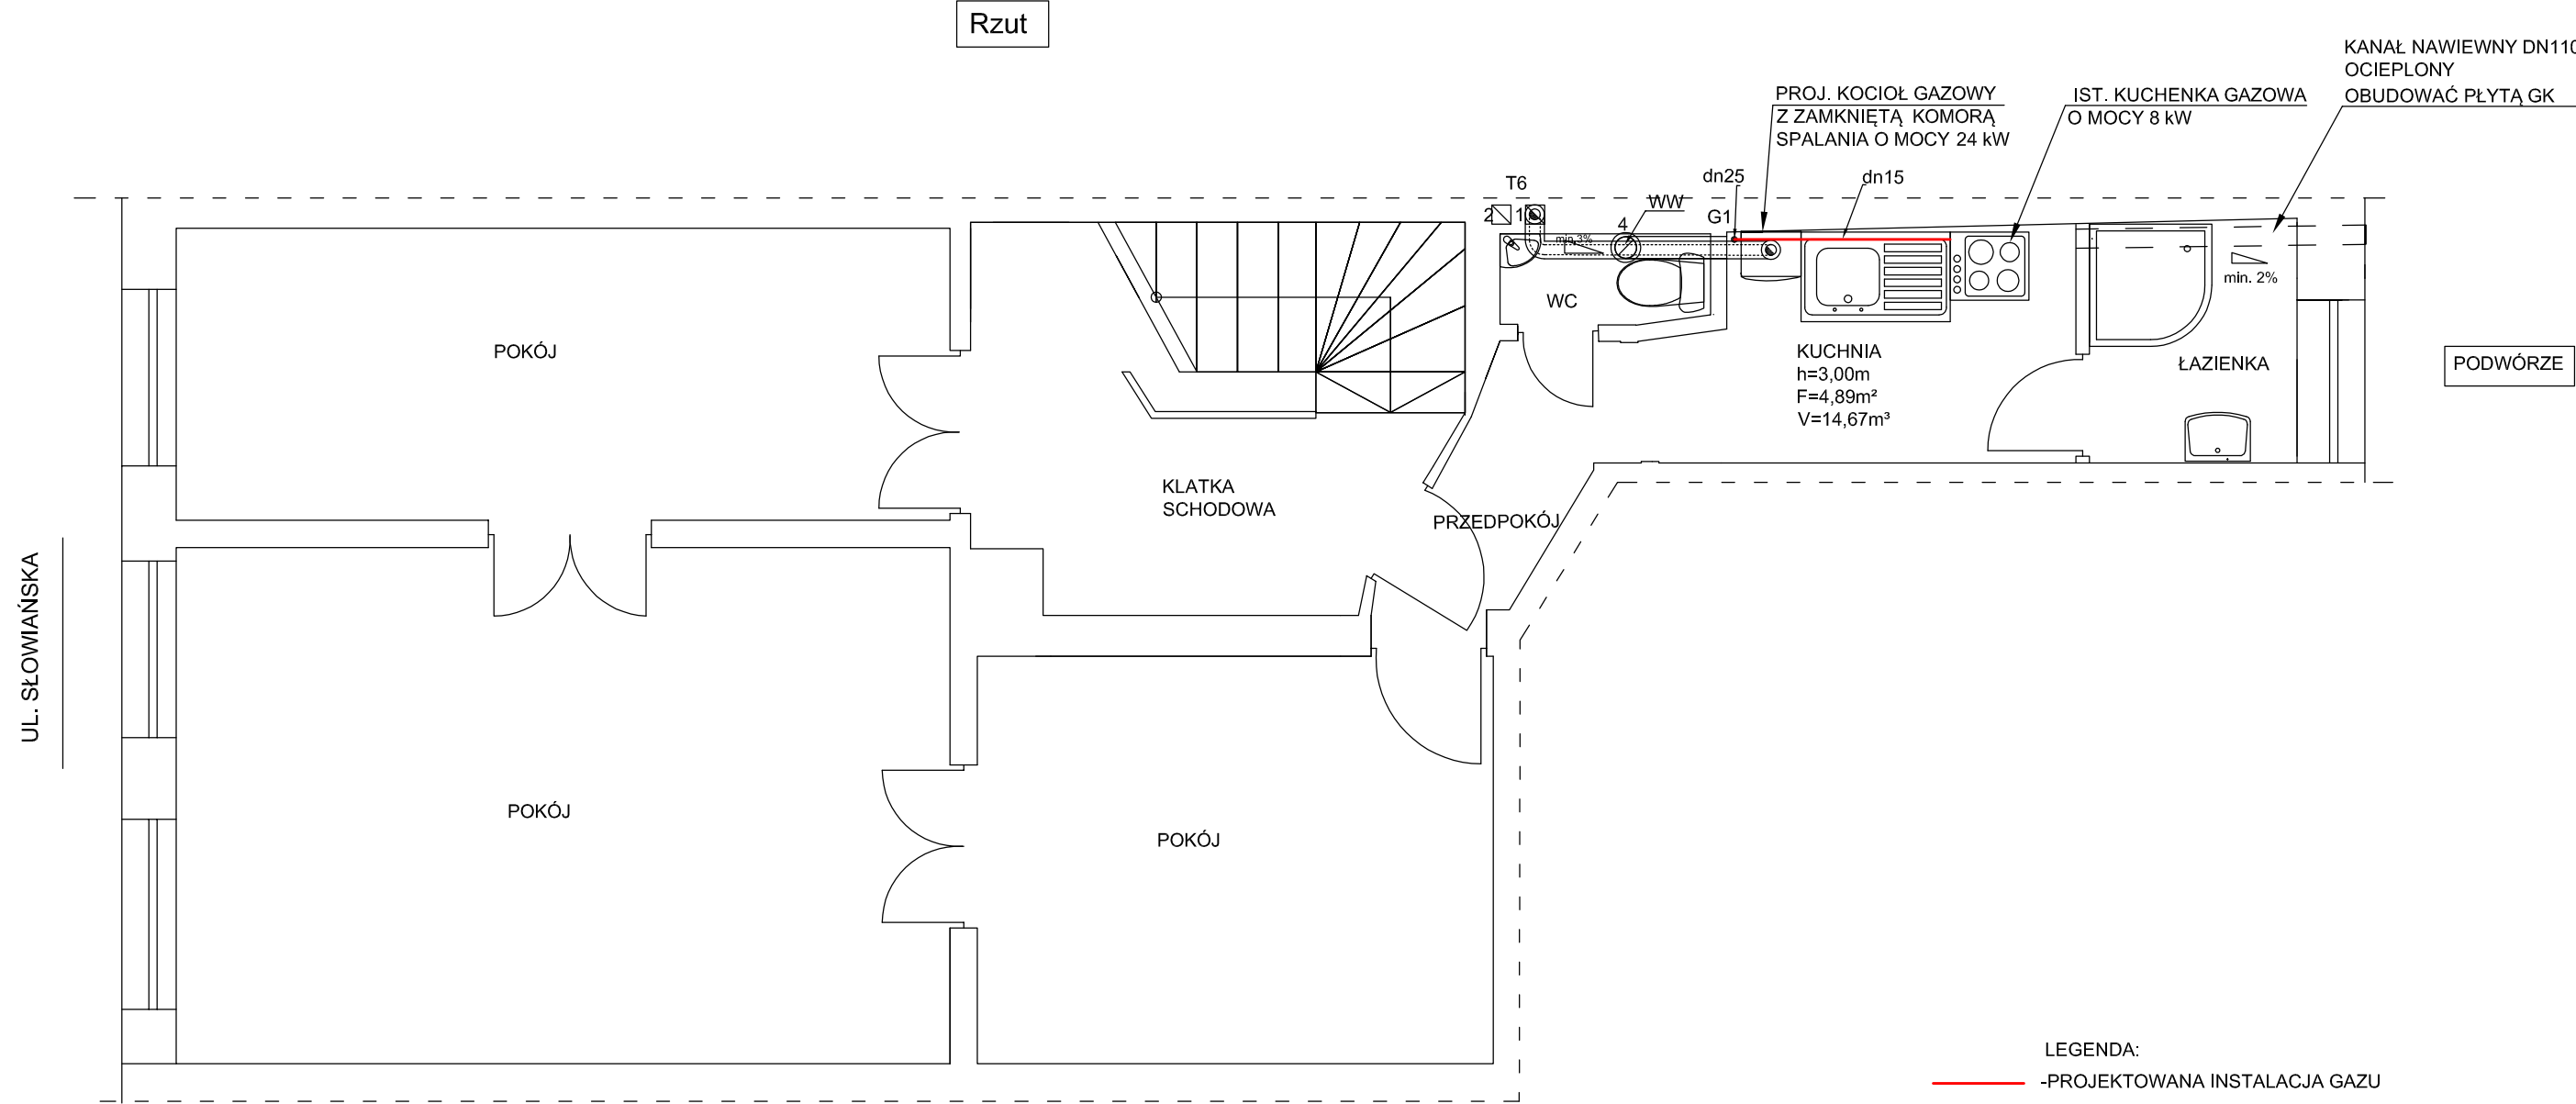 Rzut
KANAŁ NAWIEWNY DN110
OCIEPLONY
OBUDOWAĆ PŁYTĄ GK
PROJ. KOCIOŁ GAZOWY
Z ZAMKNIĘTĄ KOMORĄ
SPALANIA O MOCY 24 kW
IST. KUCHENKA GAZOWA
O MOCY 8 kW
T6
dn25
dn15
2
1
WW
4
G1
min.3%
min. 2%
WC
POKÓJ
KUCHNIA
h=3,00m
F=4,89m²
V=14,67m³
ŁAZIENKA
PODWÓRZE
KLATKA
SCHODOWA
PRZEDPOKÓJ
UL. SŁOWIAŃSKA
POKÓJ
POKÓJ
LEGENDA:
-PROJEKTOWANA INSTALACJA GAZU